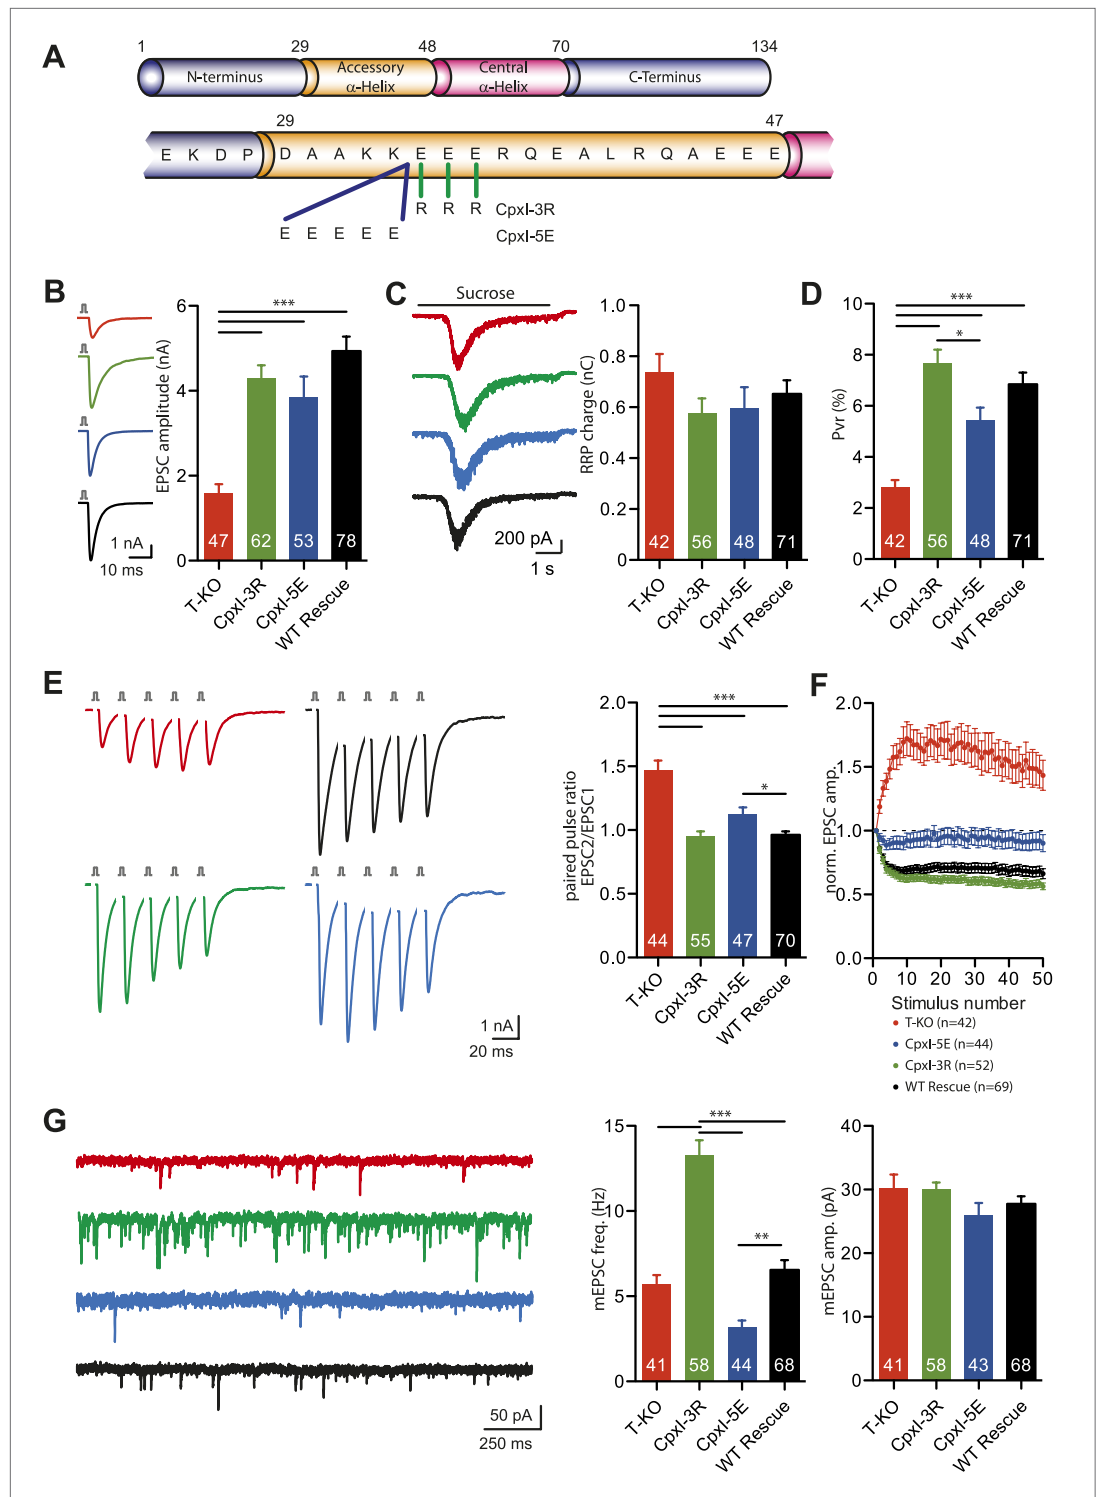 A
1 29 48 70 134
N-terminus Accessory α-Helix Central α-Helix C-Terminus
29 47
E K D P D A A K K E E E R Q E A L R Q A E E E
R R R CpxI-3R
E E E E E CpxI-5E
B
1 nA
10 ms
EPSC amplitude (nA)
6
4
2
0
***
47 62 53 78
T-KO CpxI-3R CpxI-5E WT Rescue
C
Sucrose
200 pA
1 s
RRP charge (nC)
1.0
0.8
0.6
0.4
0.2
0
42 56 48 71
T-KO CpxI-3R CpxI-5E WT Rescue
D
Pvr (%)
10
8
6
4
2
0
***
*
42 56 48 71
T-KO CpxI-3R CpxI-5E WT Rescue
E
1 nA
20 ms
paired pulse ratio
EPSC2/EPSC1
2.0
1.5
1.0
0.5
0.0
***
*
44 55 47 70
T-KO CpxI-3R CpxI-5E WT Rescue
F
norm. EPSC amp.
2.0
1.5
1.0
0.5
0.0
0 10 20 30 40 50
Stimulus number
T-KO (n=42)
CpxI-5E (n=44)
CpxI-3R (n=52)
WT Rescue (n=69)
G
50 pA
250 ms
mEPSC freq. (Hz)
15
10
5
0
***
**
41 58 44 68
T-KO CpxI-3R CpxI-5E WT Rescue
mEPSC amp. (pA)
40
30
20
10
0
41 58 43 68
T-KO CpxI-3R CpxI-5E WT Rescue